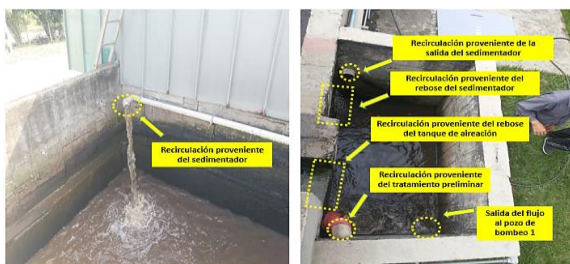 Recirculación proveniente
del sedimentador
Recirculación proveniente de la
salida del sedimentador
Recirculación proveniente del
rebose del sedimentador
Recirculación proveniente del rebose
del tanque de aireación
Recirculación proveniente
del tratamiento preliminar
Salida del flujo
al pozo de
bombeo 1